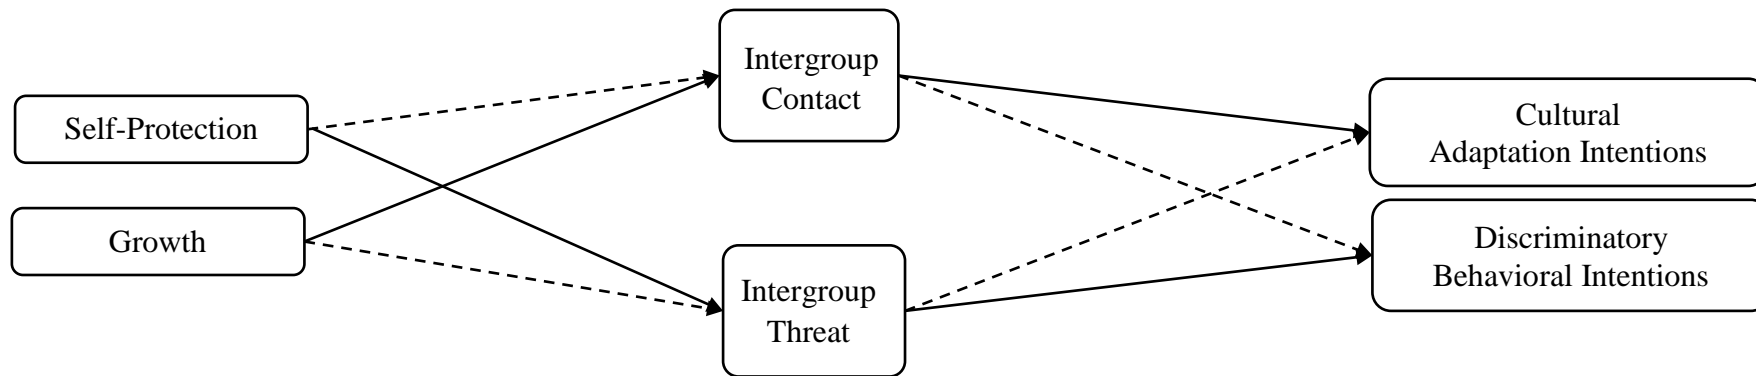 Self-Protection
Growth
Intergroup
Contact
Intergroup
Threat
Cultural
Adaptation Intentions
Discriminatory
Behavioral Intentions